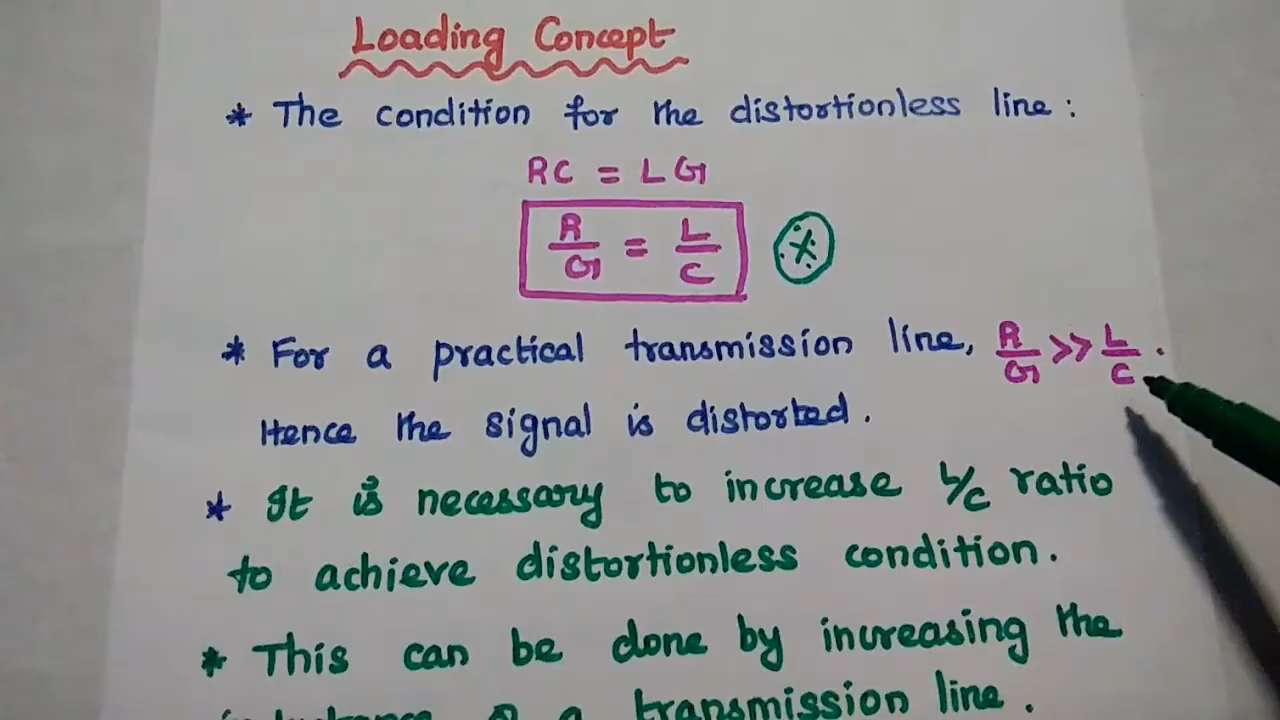 Loading Concept
* The condition for the distortionless line :
RC = LG
R/G = L/C
* For a practical transmission line, R/G >> L/C .
Hence the signal is distorted .
* It is necessary to increase L/C ratio
to achieve distortionless condition .
* This can be done by increasing the
a transmission line .